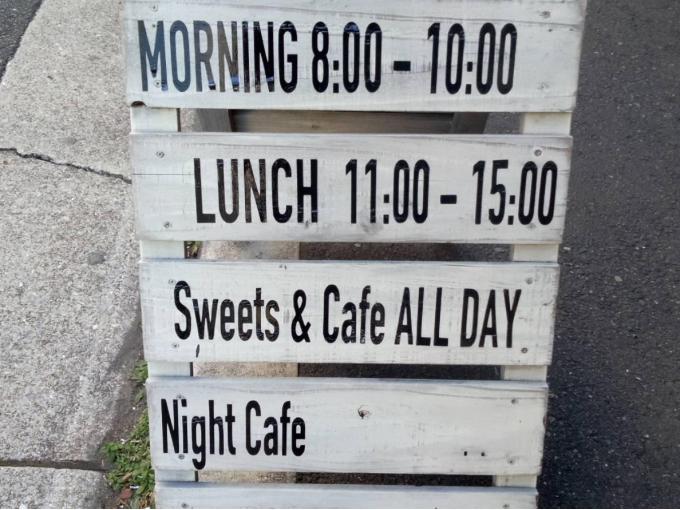 MORNING 8:00 - 10:00
LUNCH 11:00 - 15:00
Sweets & Cafe ALL DAY
Night Cafe